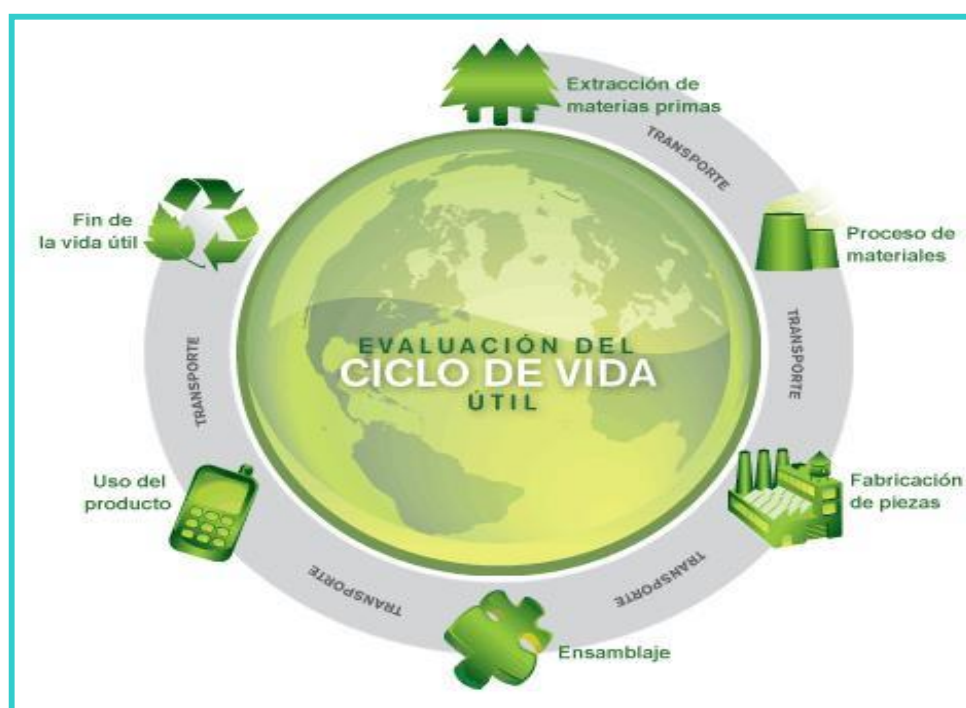 Extracción de
materias primas
TRANSPORTE
Proceso de
materiales
TRANSPORTE
Fabricación
de piezas
TRANSPORTE
Ensamblaje
TRANSPORTE
Uso del
producto
TRANSPORTE
Fin de
la vida útil
EVALUACIÓN DEL
CICLO DE VIDA
ÚTIL